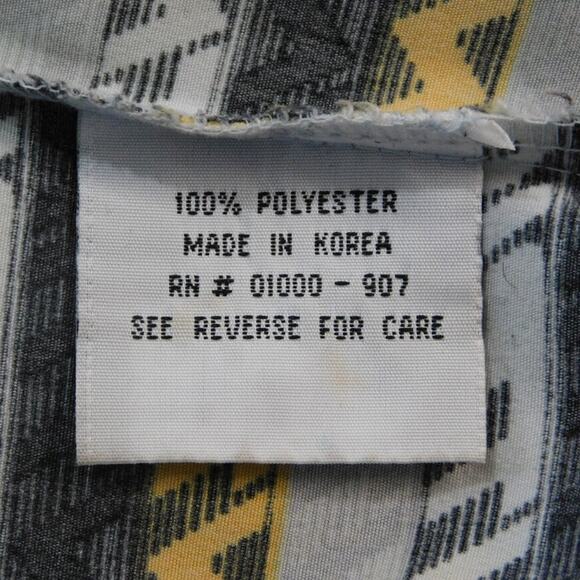 100% POLYESTER
MADE IN KOREA
RN # 01000 - 907
SEE REVERSE FOR CARE